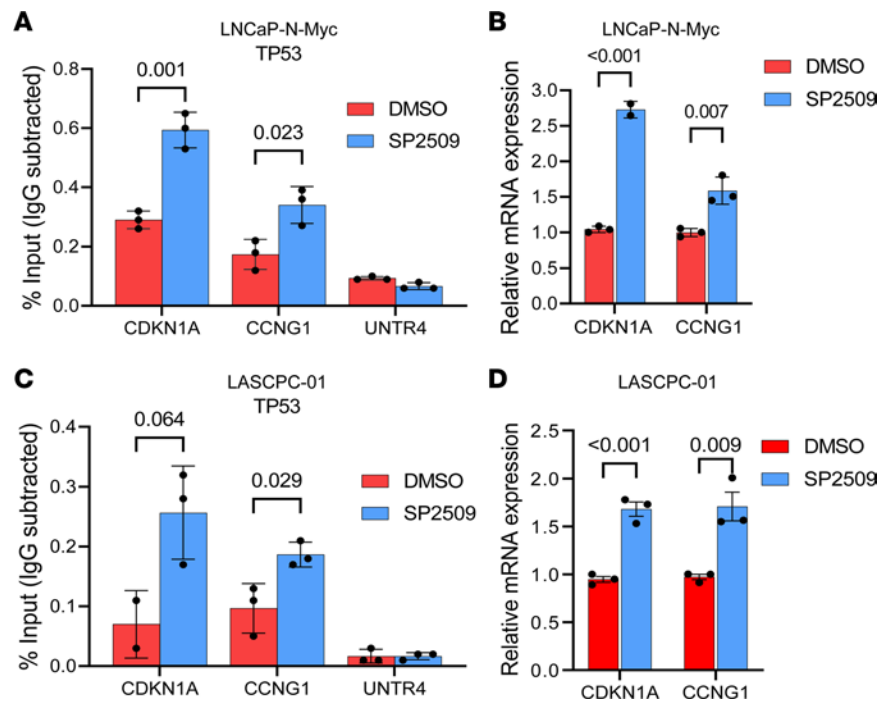 A
LNCaP-N-Myc
TP53
% Input (IgG subtracted)
0.8
0.6
0.4
0.2
0.0
0.001
0.023
DMSO
SP2509
CDKN1A
CCNG1
UNTR4
B
LNCaP-N-Myc
Relative mRNA expression
3.0
2.5
2.0
1.5
1.0
0.5
0.0
<0.001
0.007
DMSO
SP2509
CDKN1A
CCNG1
C
LASCPC-01
TP53
% Input (IgG subtracted)
0.4
0.3
0.2
0.1
0.0
0.064
0.029
DMSO
SP2509
CDKN1A
CCNG1
UNTR4
D
LASCPC-01
Relative mRNA expression
2.5
2.0
1.5
1.0
0.5
0.0
<0.001
0.009
DMSO
SP2509
CDKN1A
CCNG1